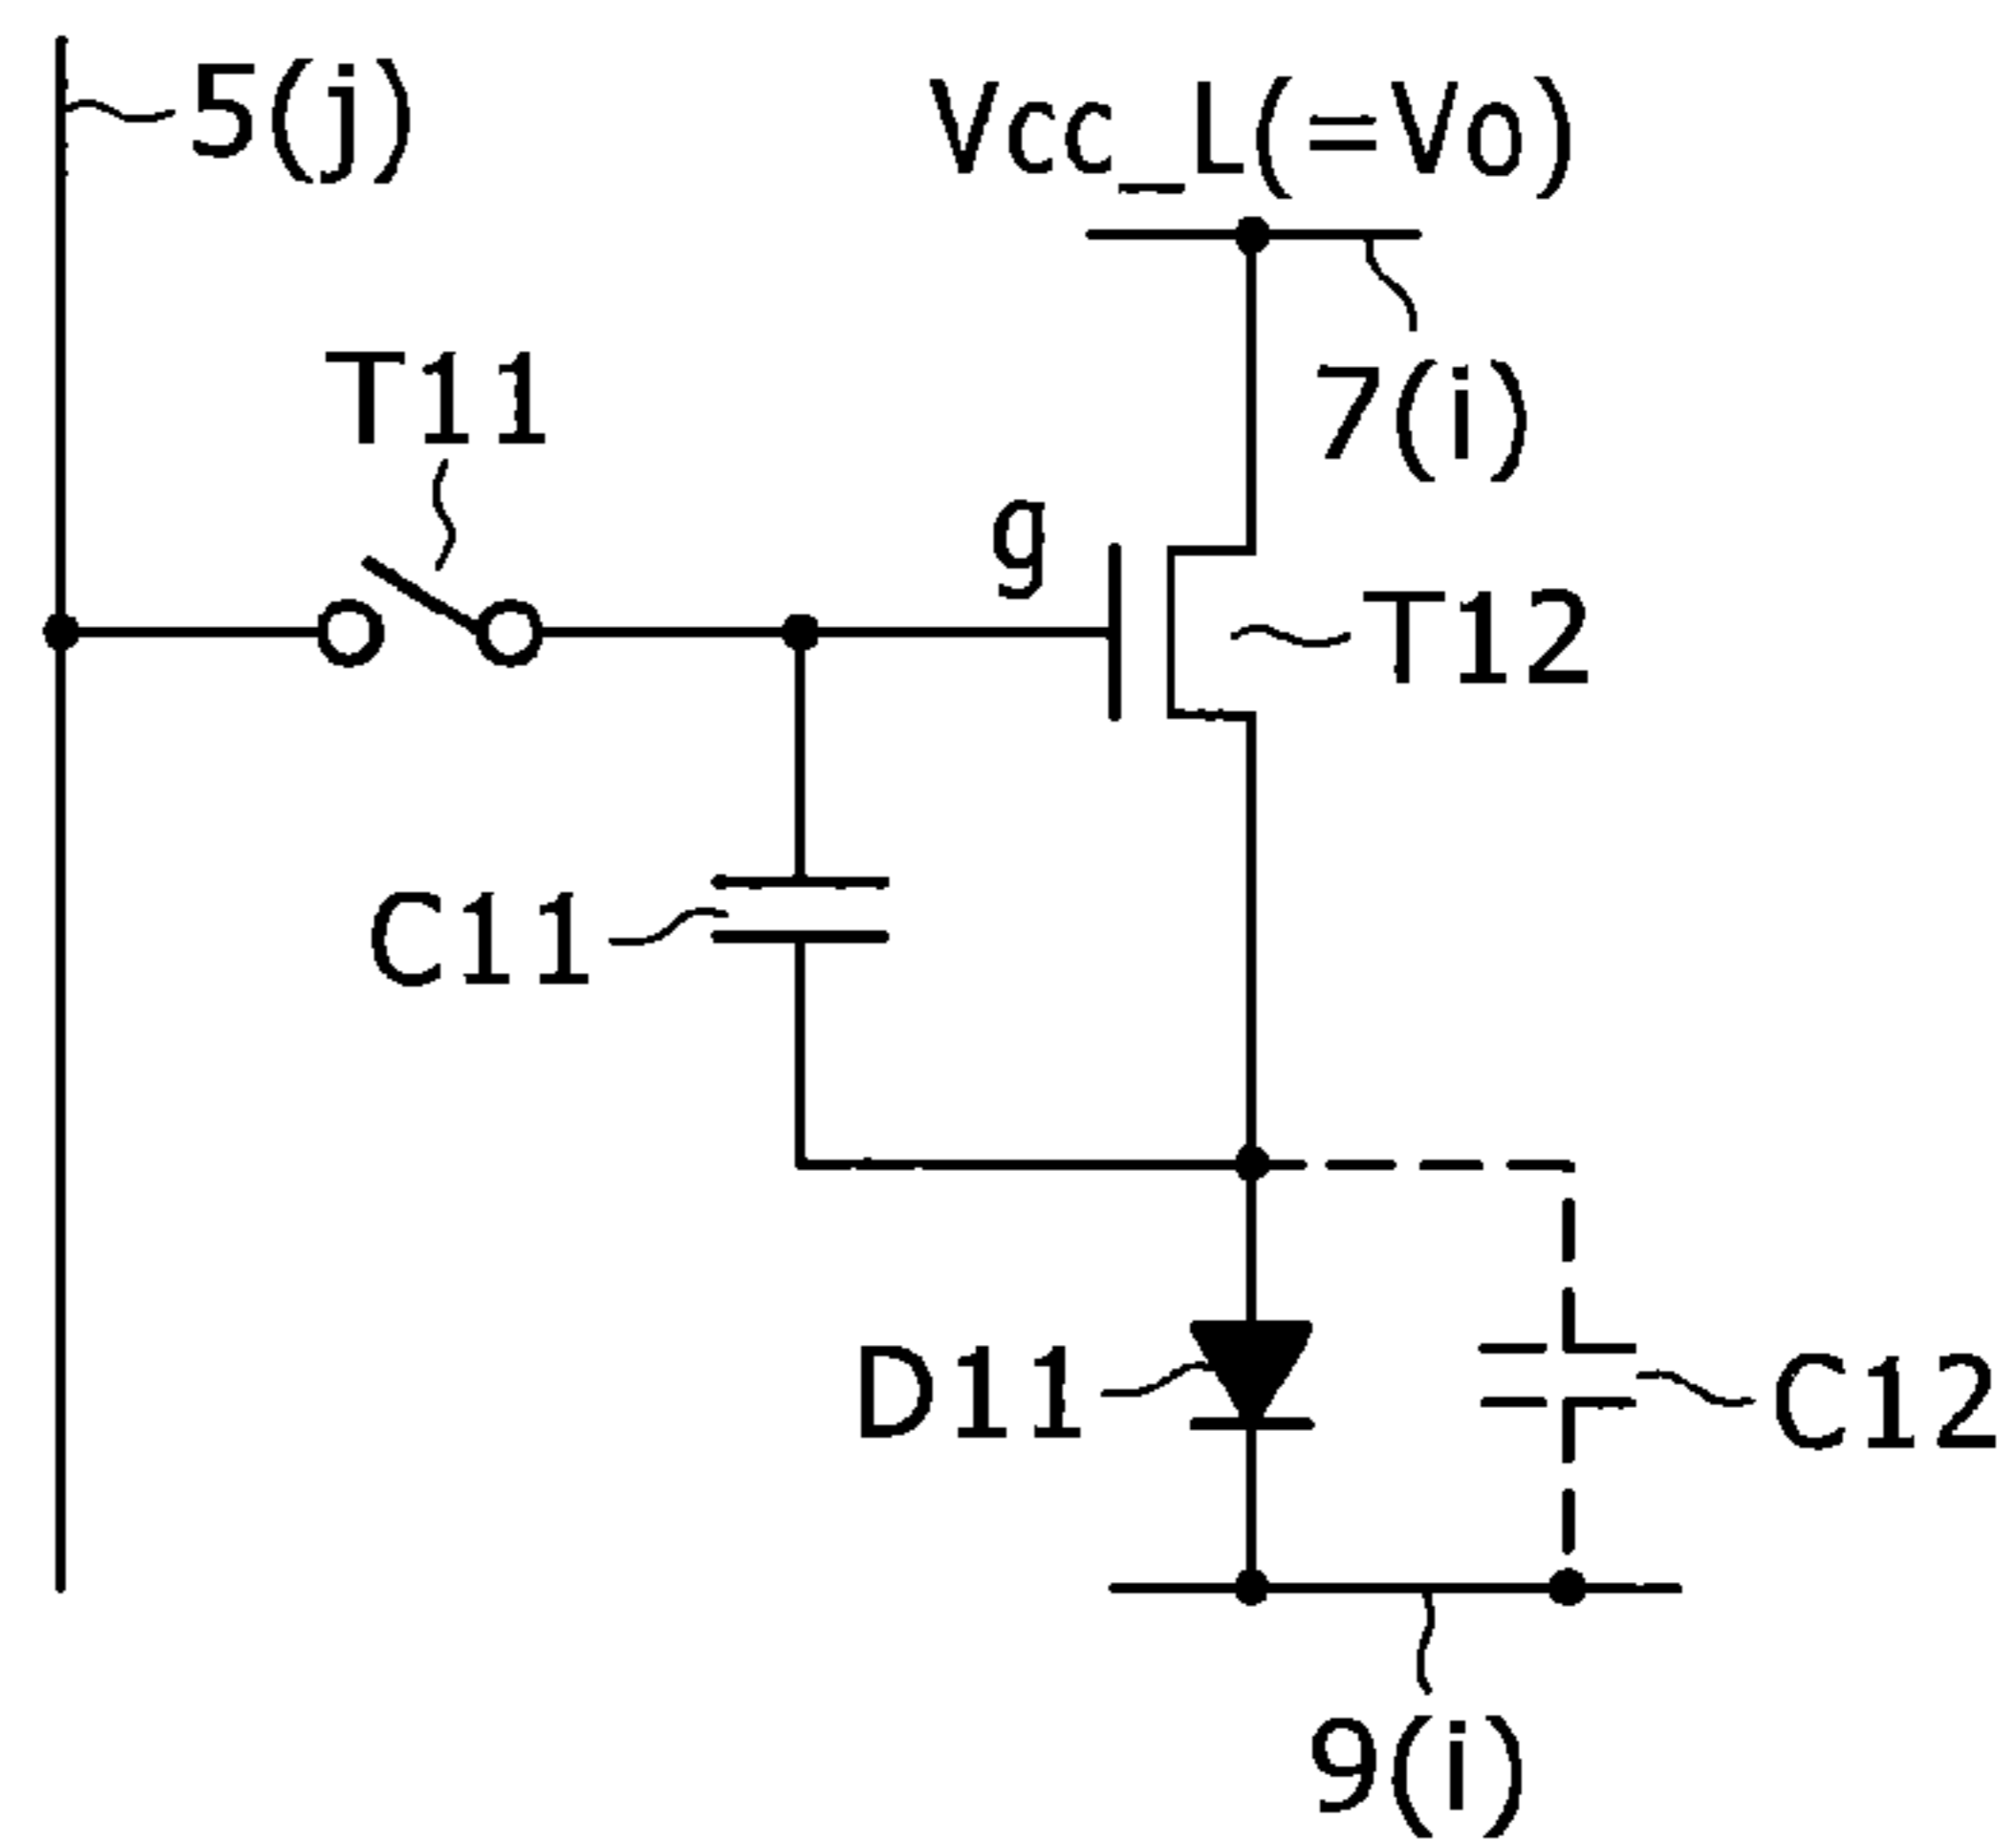 5(j)
Vcc_L(=Vo)
T11
7(i)
g
T12
C11
D11
C12
9(i)